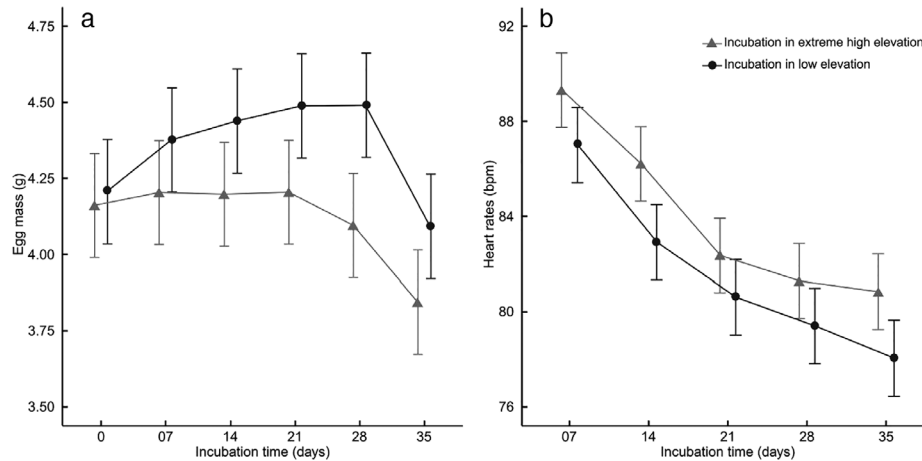 a
4.75
4.50
4.25
4.00
3.75
3.50
Egg mass (g)
0 07 14 21 28 35
Incubation time (days)
b
92
88
84
80
76
Heart rates (bpm)
Incubation in extreme high elevation
Incubation in low elevation
07 14 21 28 35
Incubation time (days)